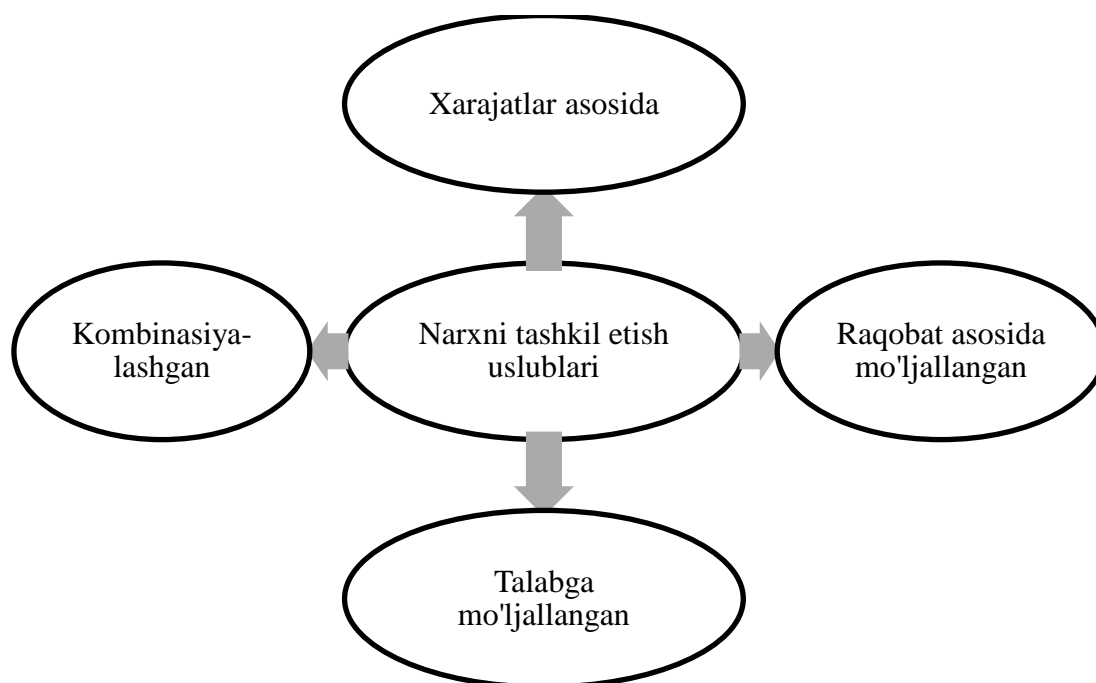 Xarajatlar asosida
Kombinasiya-
lashgan
Narxni tashkil etish
uslublari
Raqobat asosida
mo'ljallangan
Talabga
mo'ljallangan